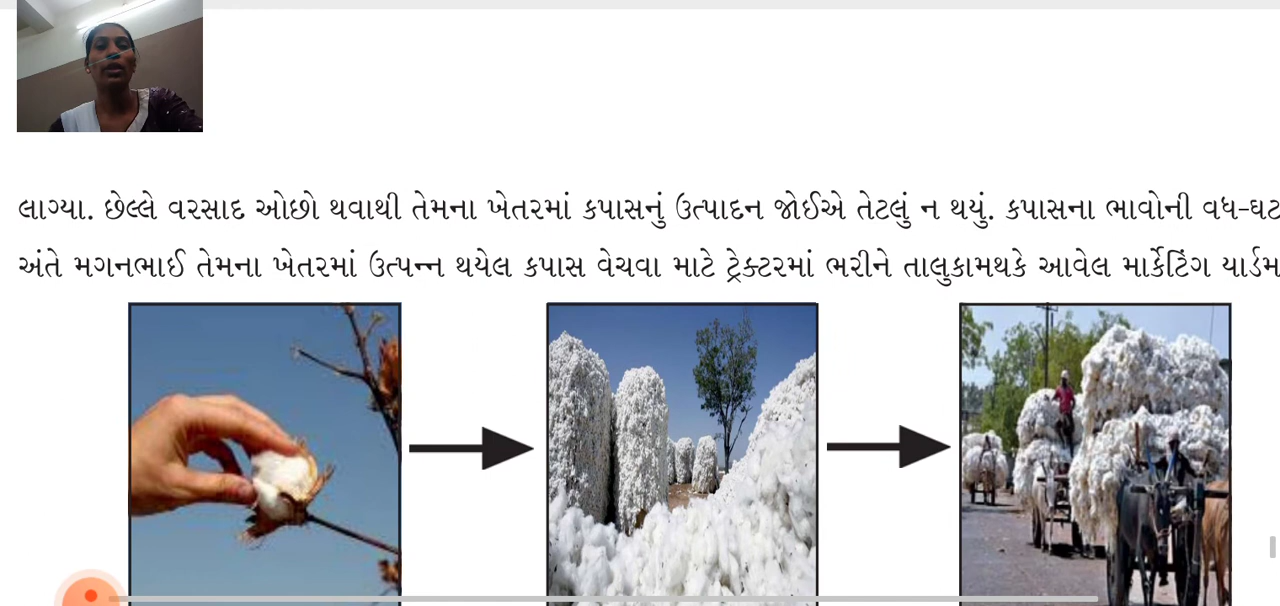 લાગ્યા. છેલ્લે વરસાદ ઓછો થવાથી તેમના ખેતરમાં કપાસનું ઉત્પાદન જોઈએ તેટલું ન થયું. કપાસના ભાવોની વધ-ઘટ
અંતે મગનભાઈ તેમના ખેતરમાં ઉત્પન્ન થયેલ કપાસ વેચવા માટે ટ્રેક્ટરમાં ભરીને તાલુકામથકે આવેલ માર્કેટિંગ યાર્ડમ